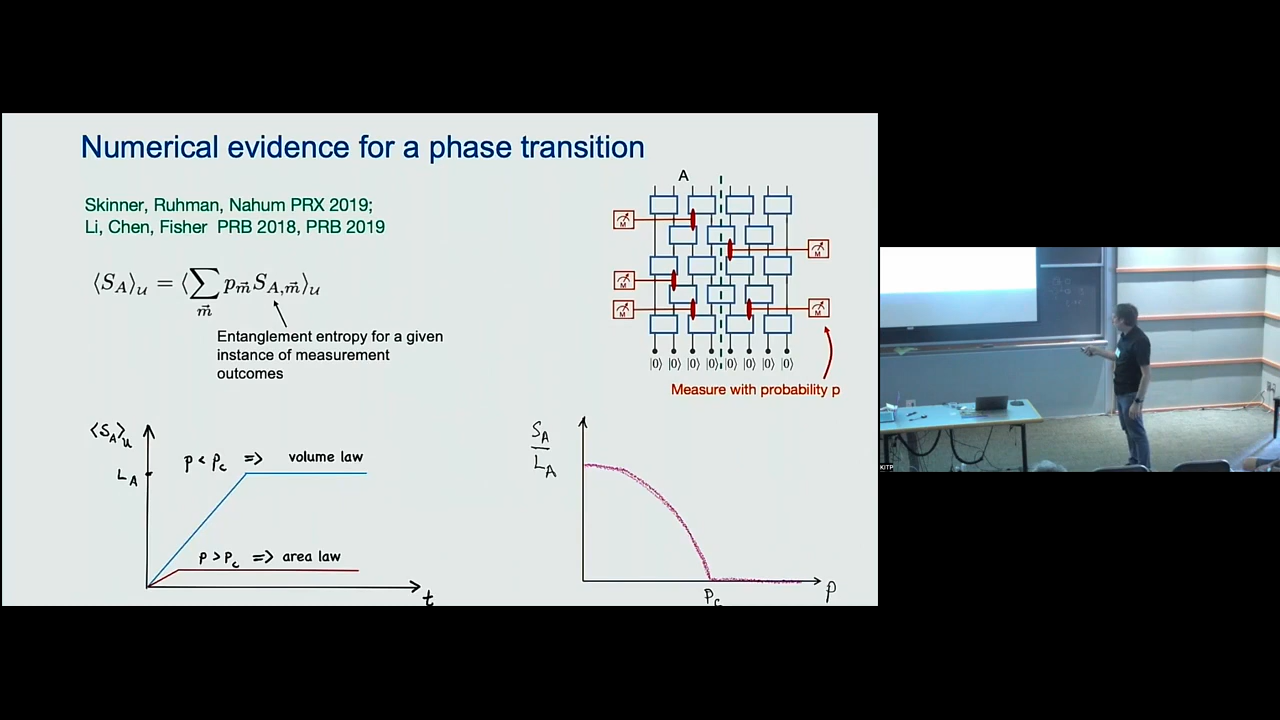 Numerical evidence for a phase transition
Skinner, Ruhman, Nahum PRX 2019;
Li, Chen, Fisher PRB 2018, PRB 2019
⟨S_A⟩_𝒰 = ⟨∑_{m⃗} p_{m⃗} S_{A,m⃗}⟩_𝒰
Entanglement entropy for a given
instance of measurement
outcomes
A
M
M
M
M
M
|0⟩ |0⟩ |0⟩ |0⟩ |0⟩ |0⟩ |0⟩ |0⟩
Measure with probability p
⟨S_A⟩_𝒰
L_A
p < p_c => volume law
p > p_c => area law
t
S_A
L_A
p_c
p
KITP